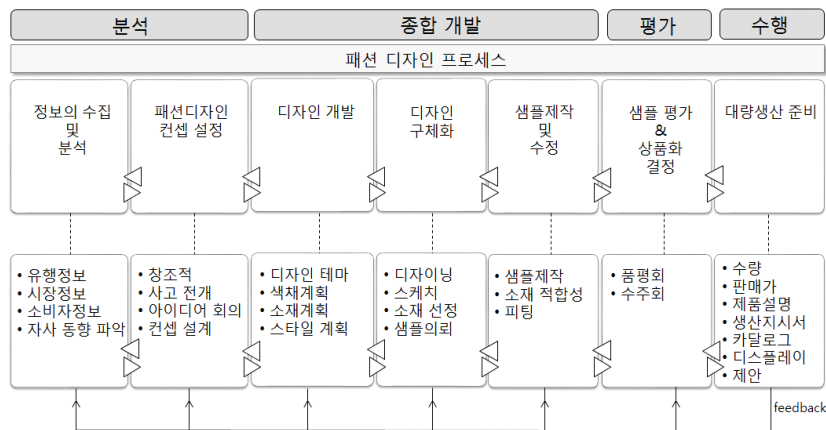 분석
종합 개발
평가
수행
패션 디자인 프로세스
정보의 수집
및
분석
패션디자인
컨셉 설정
디자인 개발
디자인
구체화
샘플제작
및
수정
샘플 평가
&
상품화
결정
대량생산 준비
• 유행정보
• 시장정보
• 소비자정보
• 자사 동향 파악
• 창조적
• 사고 전개
• 아이디어 회의
• 컨셉 설계
• 디자인 테마
• 색채계획
• 소재계획
• 스타일 계획
• 디자이닝
• 스케치
• 소재 선정
• 샘플의뢰
• 샘플제작
• 소재 적합성
• 피팅
• 품평회
• 수주회
• 수량
• 판매가
• 제품설명
• 생산지시서
• 카달로그
• 디스플레이
• 제안
feedback